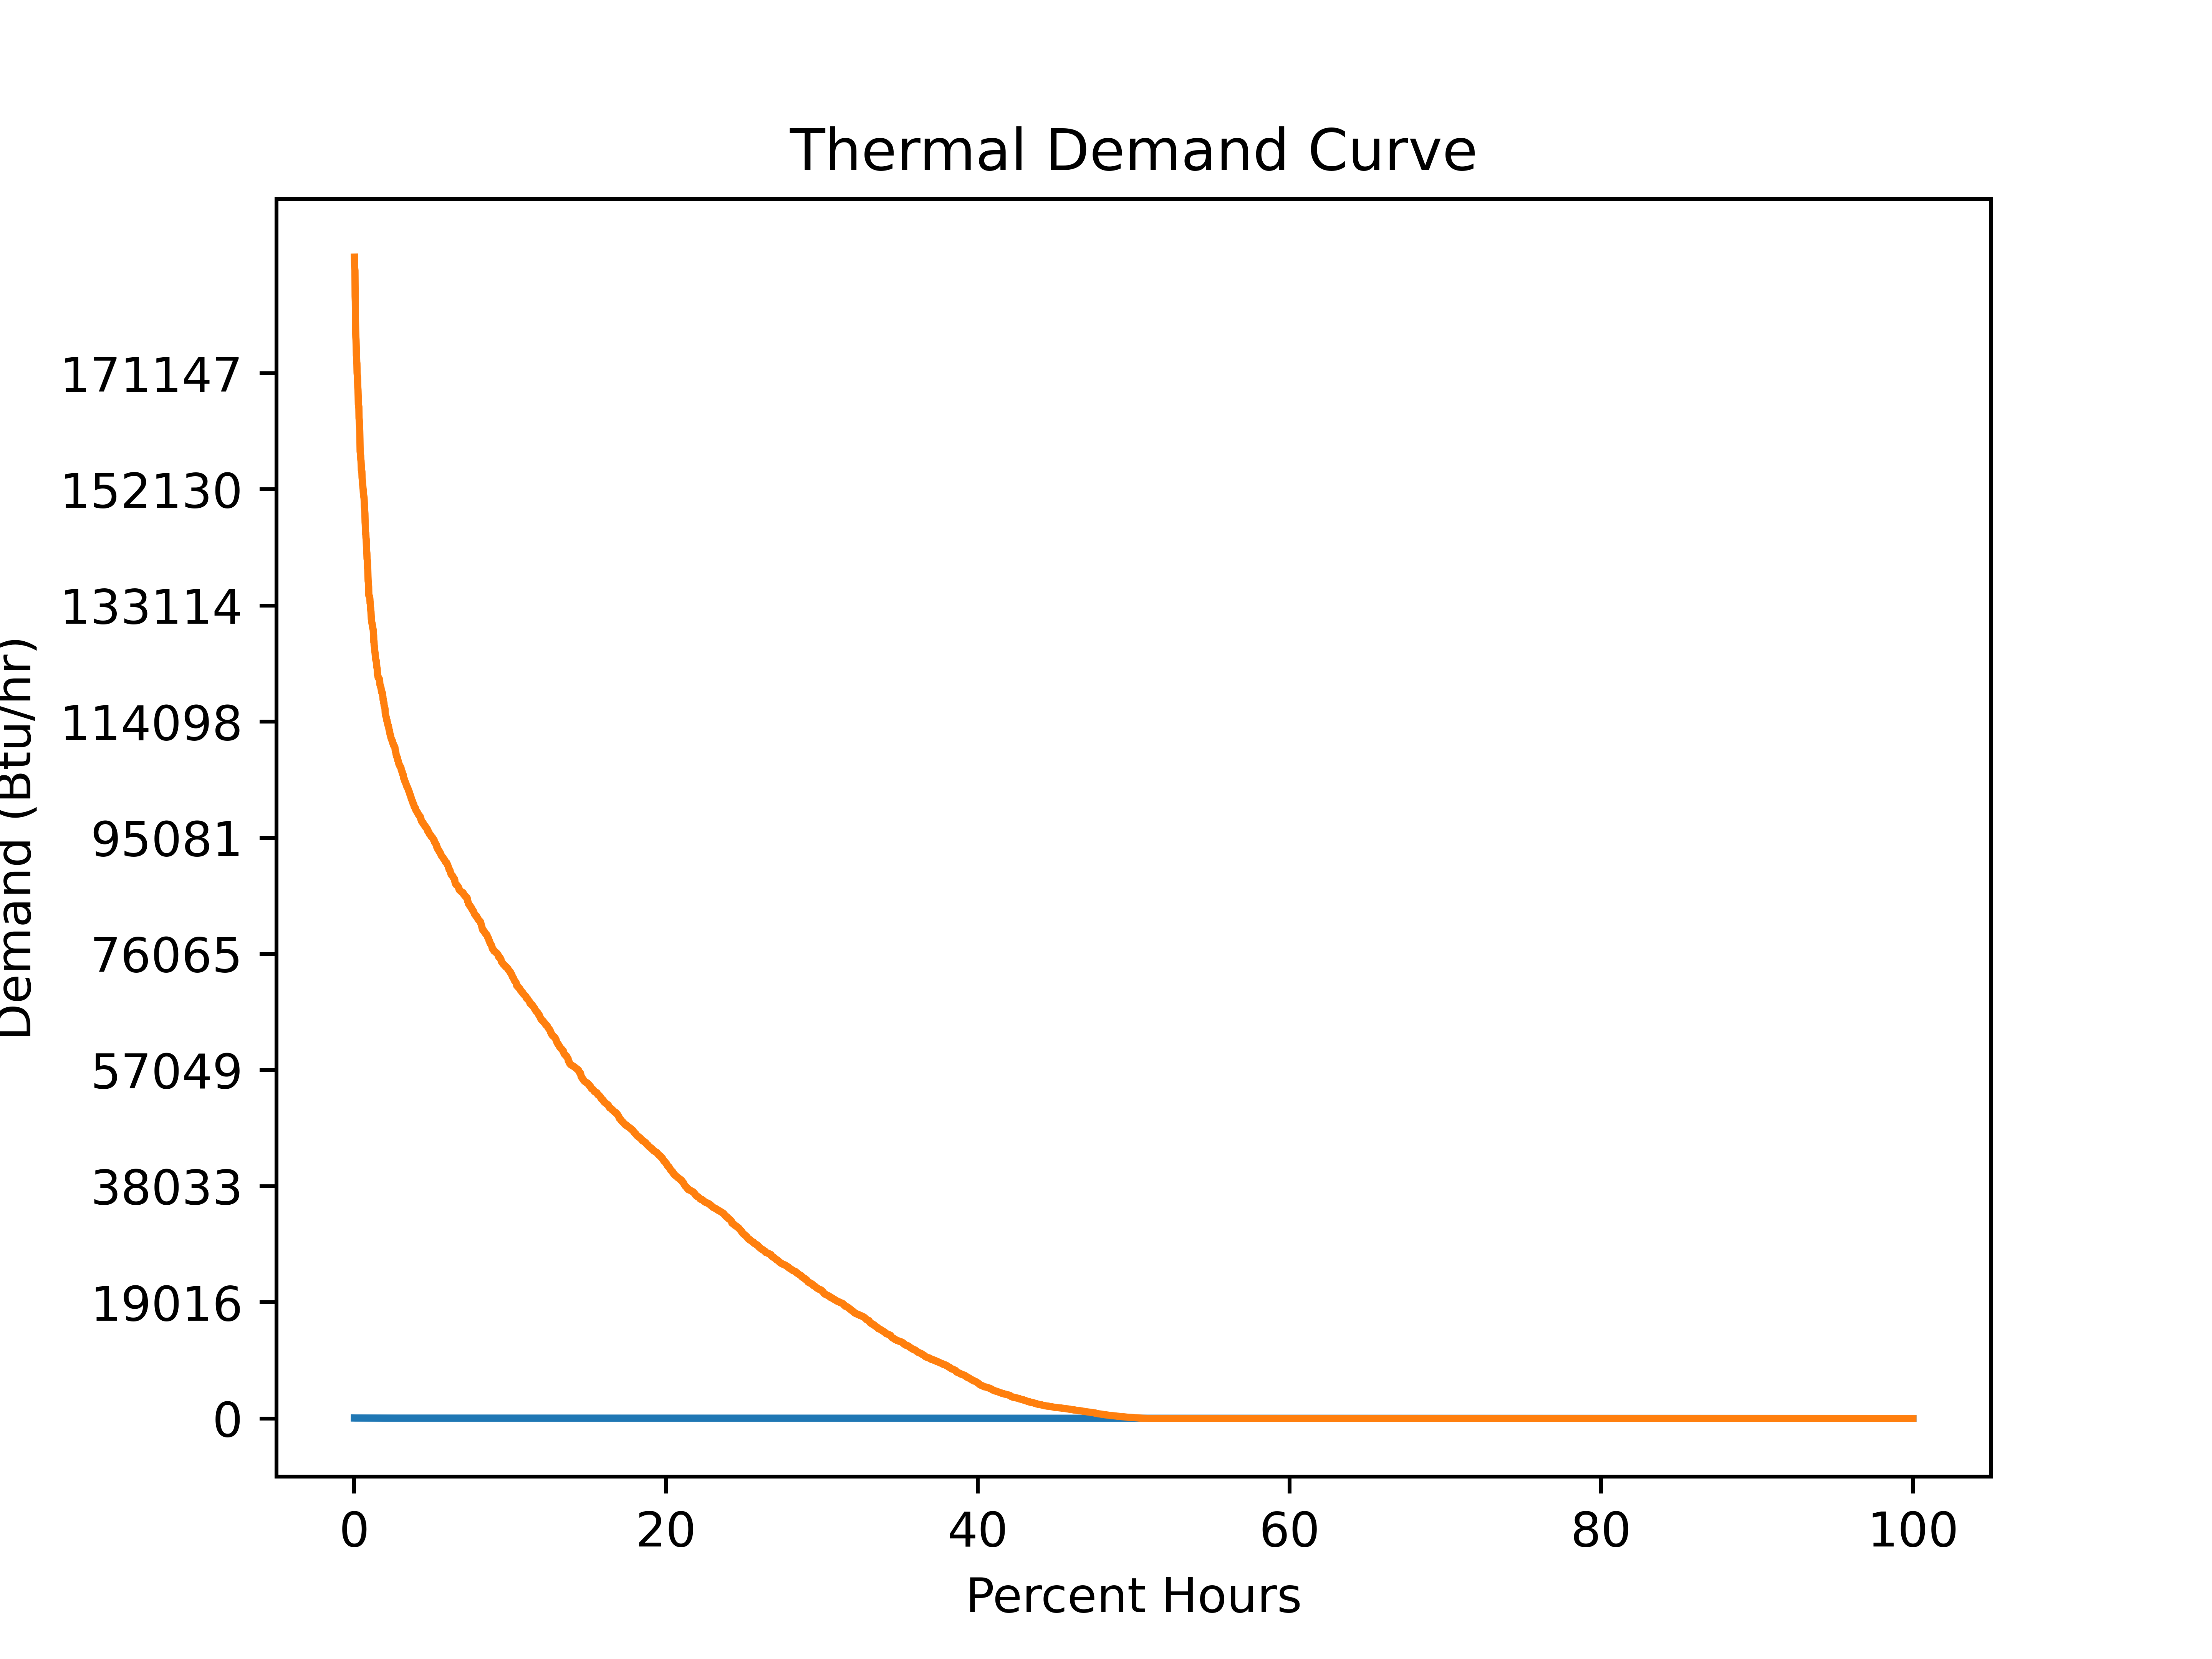 Thermal Demand Curve
171147
152130
133114
114098
95081
76065
57049
38033
19016
0
Demand (Btu/hr)
0 20 40 60 80 100
Percent Hours